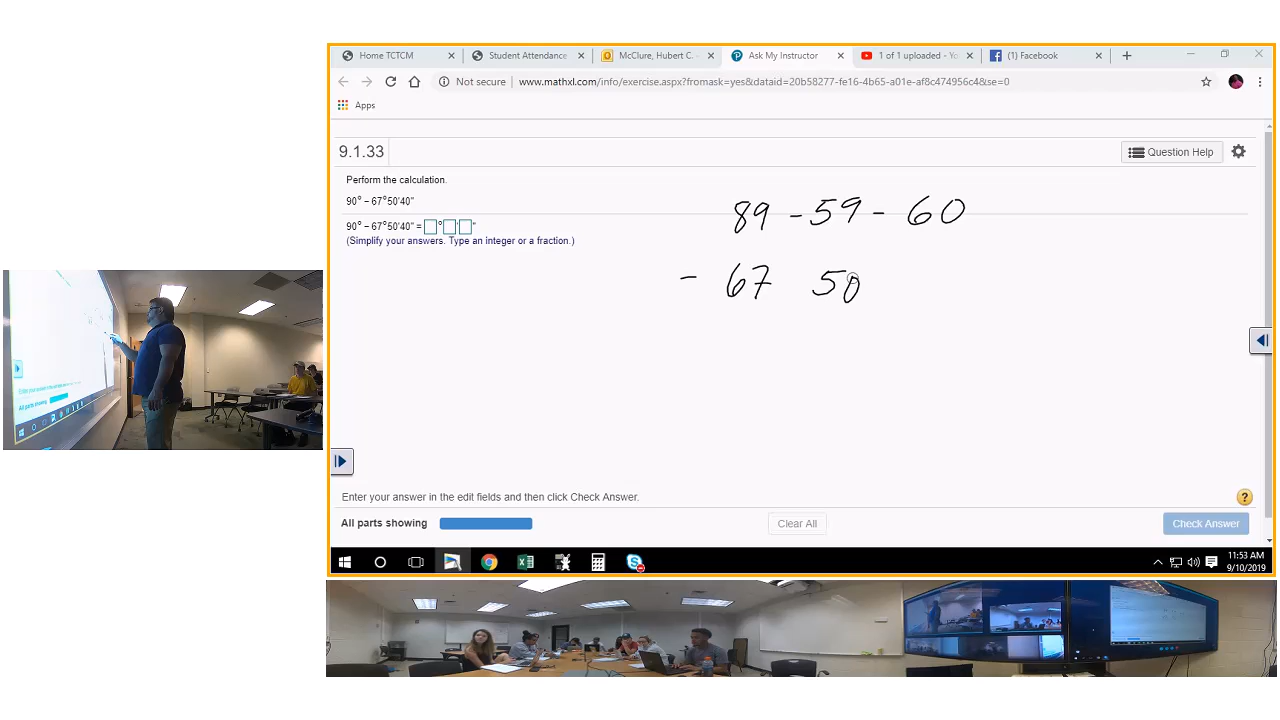 Home TCTCM
Student Attendance
McClure, Hubert C.
Ask My Instructor
1 of 1 uploaded - Yo
(1) Facebook
Not secure www.mathxl.com/info/exercise.aspx?fromask=yes&dataid=20b58277-fe16-4b65-a01e-af8c474956c4&se=0
Apps
9.1.33
Question Help
Perform the calculation.
90° − 67°50'40"
90° − 67°50'40" = ° ' "
(Simplify your answers. Type an integer or a fraction.)
89 - 59 - 60
- 67 50
Enter your answer in the edit fields and then click Check Answer.
?
All parts showing
Clear All
Check Answer
11:53 AM
9/10/2019